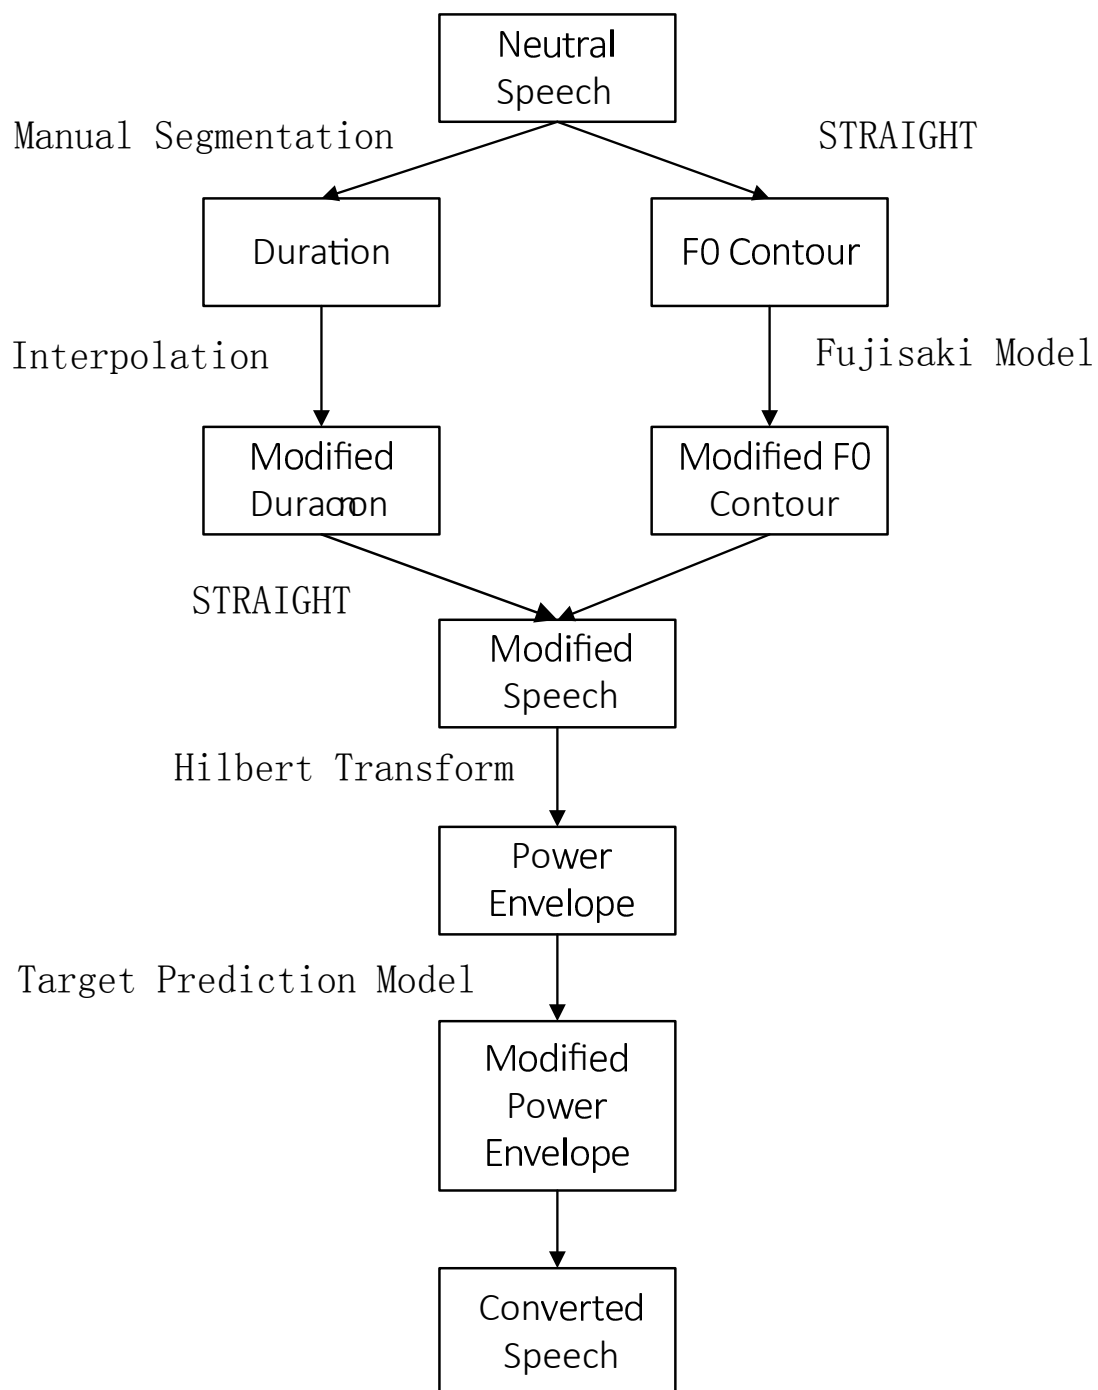 Neutral
Speech
Manual Segmentation
STRAIGHT
Duration
F0 Contour
Interpolation
Fujisaki Model
Modified
Modified F0
Contour
STRAIGHT
Modified
Speech
Hilbert Transform
Power
Envelope
Target Prediction Model
Modified
Power
Envelope
Converted
Speech